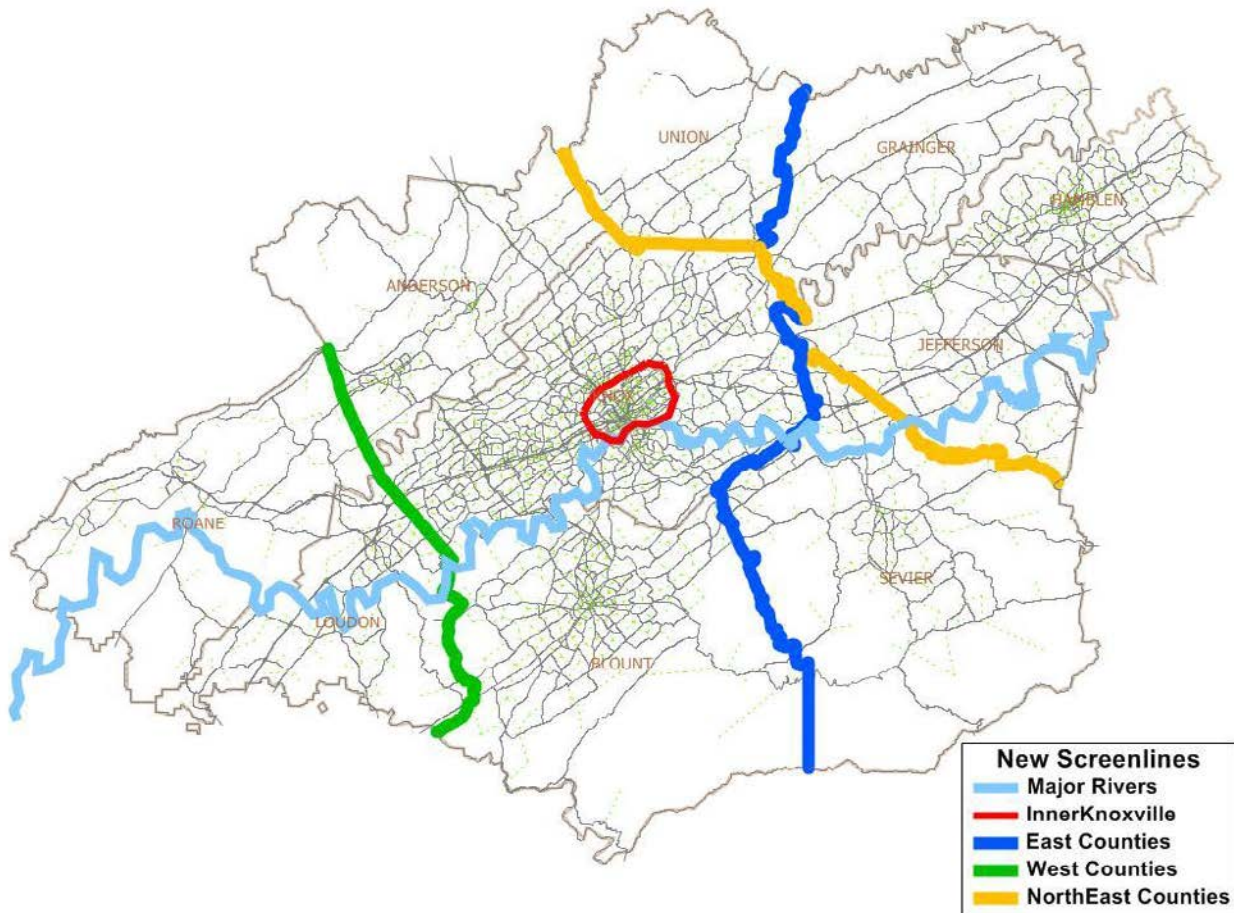 UNION
GRAINGER
HAMBLEN
ANDERSON
JEFFERSON
KNOX
ROANE
SEVIER
LOUDON
BLOUNT
New Screenlines
Major Rivers
InnerKnoxville
East Counties
West Counties
NorthEast Counties